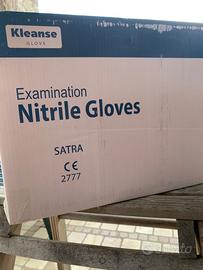 Kleanse
GLOVE
Examination
Nitrile Gloves
SATRA
CE
2777